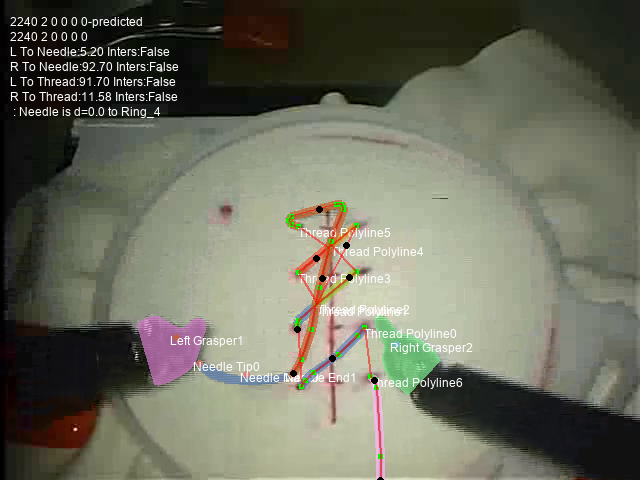 2240 2 0 0 0 0-predicted
2240 2 0 0 0 0
L To Needle:5.20 Inters:False
R To Needle:92.70 Inters:False
L To Thread:91.70 Inters:False
R To Thread:11.58 Inters:False
: Needle is d=0.0 to Ring_4
Thread Polyline5
Thread Polyline4
Thread Polyline3
Thread Polyline2
Thread Polyline0
Left Grasper1
Right Grasper2
Needle Tip0
End1
Thread Polyline6